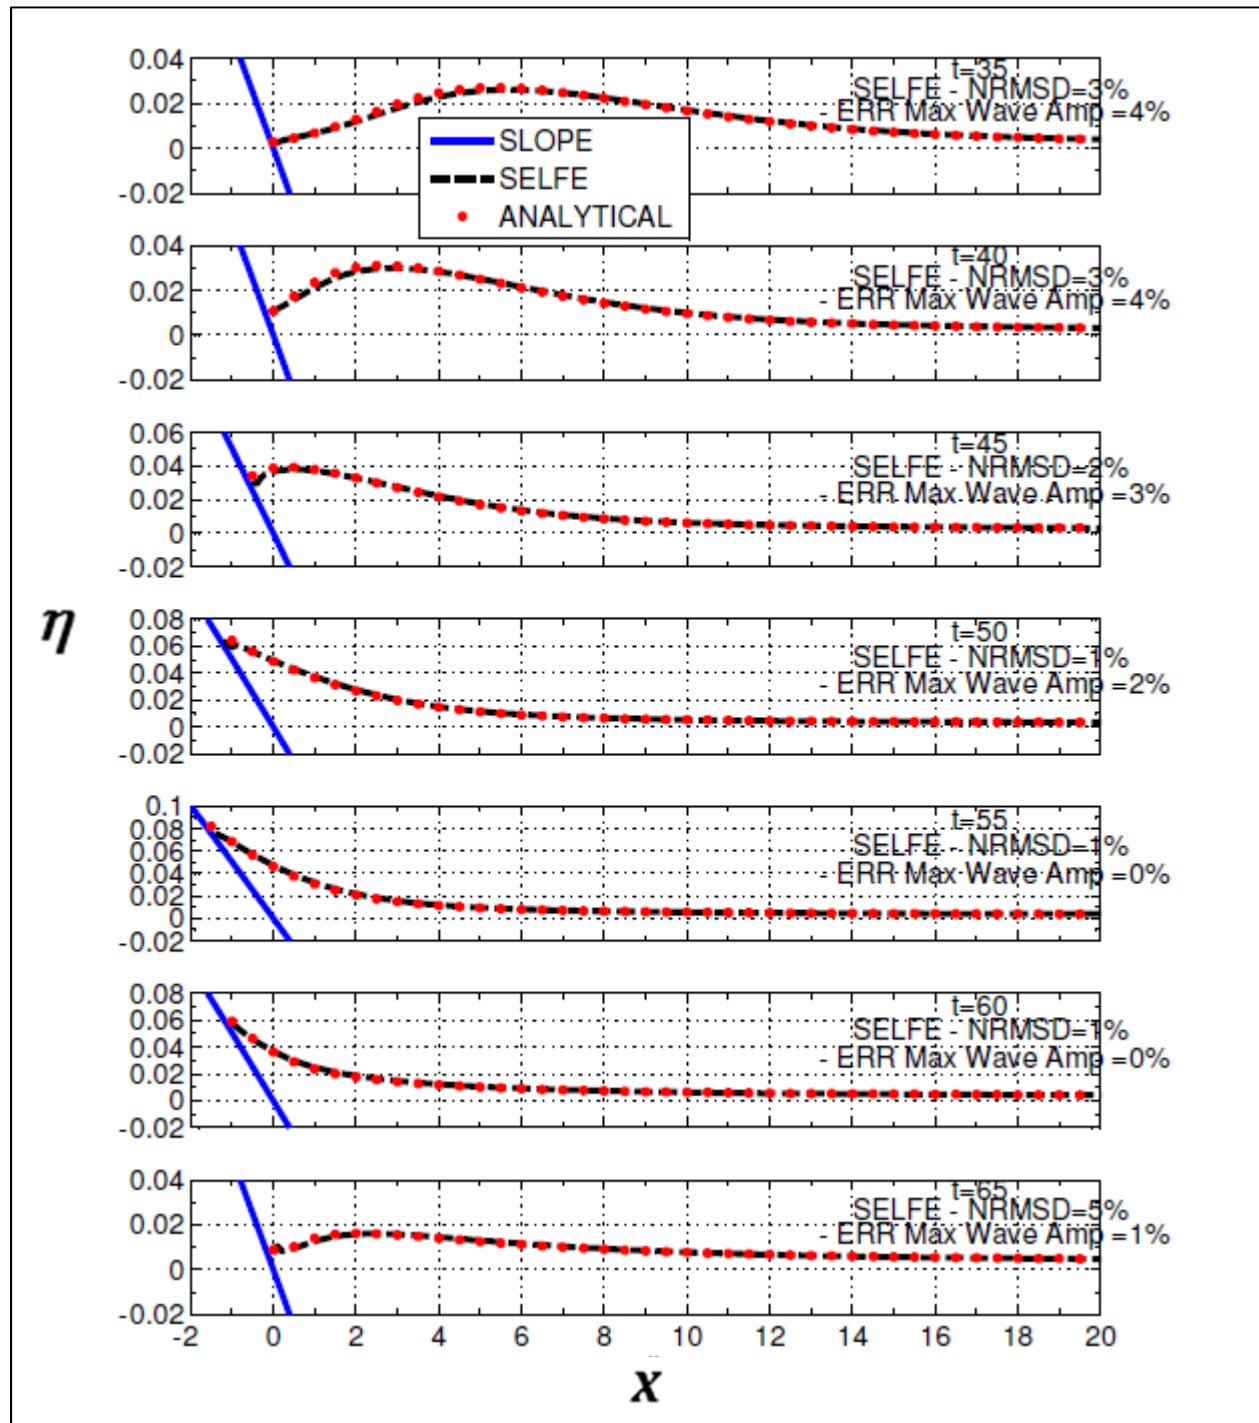 0.04
0.02
0
-0.02
t=35
SELFE - NRMSD=3%
- ERR Max Wave Amp =4%
SLOPE
SELFE
ANALYTICAL
0.04
0.02
0
-0.02
t=40
SELFE - NRMSD=3%
- ERR Max Wave Amp =4%
0.06
0.04
0.02
0
-0.02
t=45
SELFE - NRMSD=2%
- ERR Max Wave Amp =3%
η
0.08
0.06
0.04
0.02
0
-0.02
t=50
SELFE - NRMSD=1%
- ERR Max Wave Amp =2%
0.1
0.08
0.06
0.04
0.02
0
-0.02
t=55
SELFE - NRMSD=1%
- ERR Max Wave Amp =0%
0.08
0.06
0.04
0.02
0
-0.02
t=60
SELFE - NRMSD=1%
- ERR Max Wave Amp =0%
0.04
0.02
0
-0.02
t=65
SELFE - NRMSD=5%
- ERR Max Wave Amp =1%
-2 0 2 4 6 8 10 12 14 16 18 20
x